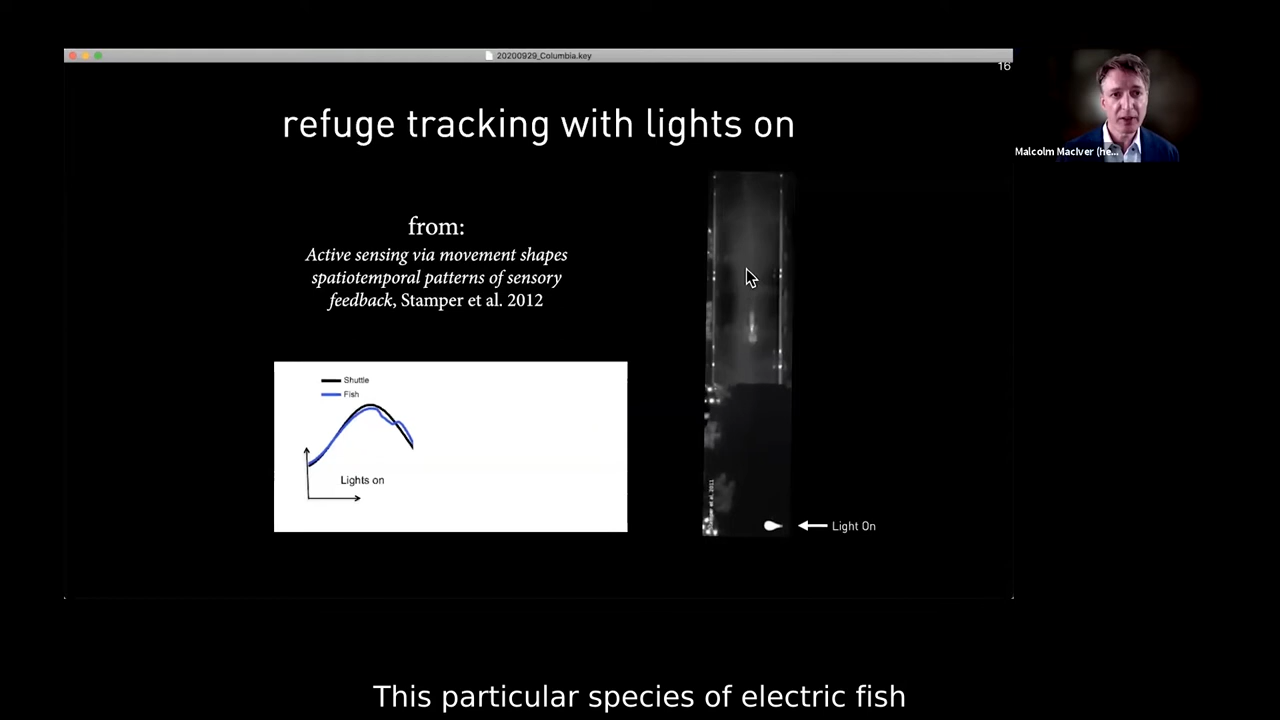 20200929_Columbia.key
16
refuge tracking with lights on
Malcolm MacIver (he...
from:
Active sensing via movement shapes
spatiotemporal patterns of sensory
feedback, Stamper et al. 2012
Shuttle
Fish
Lights on
Light On
This particular species of electric fish